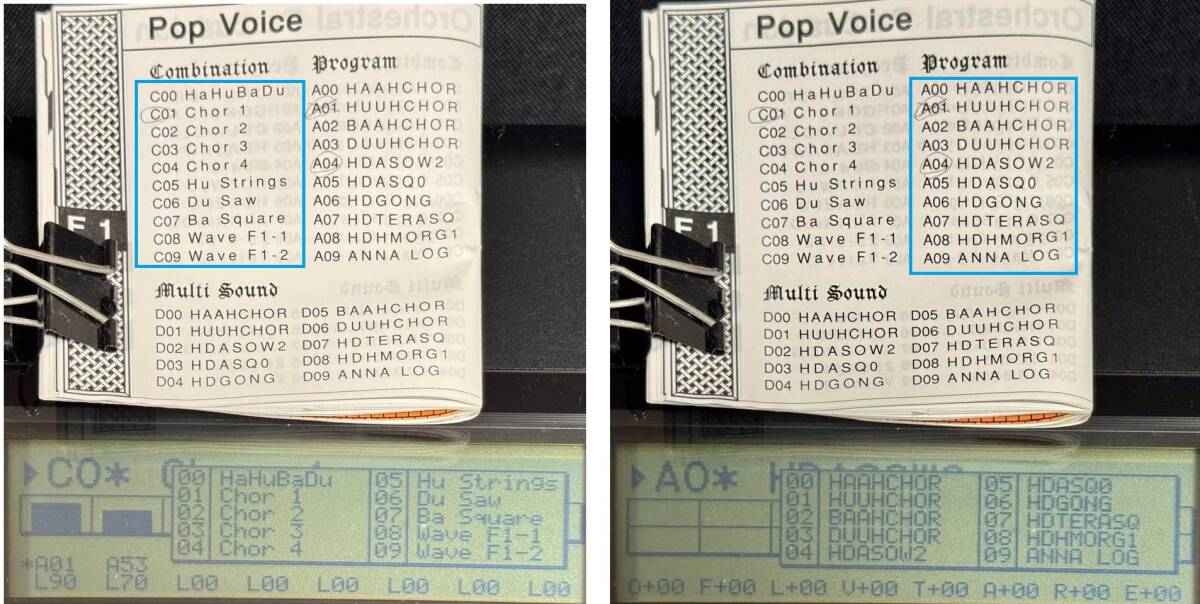 Pop Voice
Combination Program
C00 HaHuBaDu A00 HAAHCHOR
C01 Chor 1 A01 HUUHCHOR
C02 Chor 2 A02 BAAHCHOR
C03 Chor 3 A03 DUUHCHOR
C04 Chor 4 A04 HDASOW2
C05 Hu Strings A05 HDASQ0
C06 Du Saw A06 HDGONG
C07 Ba Square A07 HDTERASQ
C08 Wave F1-1 A08 HDHMORG1
C09 Wave F1-2 A09 ANNA LOG
F1
Multi Sound
D00 HAAHCHOR D05 BAAHCHOR
D01 HUUHCHOR D06 DUUHCHOR
D02 HDASOW2 D07 HDTERASQ
D03 HDASQ0 D08 HDHMORG1
D04 HDGONG D09 ANNA LOG
C0*
00 HaHuBaDu 05 Hu Strings
01 Chor 1 06 Du Saw
02 Chor 2 07 Ba Square
03 Chor 3 08 Wave F1-1
04 Chor 4 09 Wave F1-2
*A01 A53
L90 L70 L00 L00 L00 L00 L00 L00
Pop Voice
Combination Program
C00 HaHuBaDu A00 HAAHCHOR
C01 Chor 1 A01 HUUHCHOR
C02 Chor 2 A02 BAAHCHOR
C03 Chor 3 A03 DUUHCHOR
C04 Chor 4 A04 HDASOW2
C05 Hu Strings A05 HDASQ0
C06 Du Saw A06 HDGONG
C07 Ba Square A07 HDTERASQ
C08 Wave F1-1 A08 HDHMORG1
C09 Wave F1-2 A09 ANNA LOG
F1
Multi Sound
D00 HAAHCHOR D05 BAAHCHOR
D01 HUUHCHOR D06 DUUHCHOR
D02 HDASOW2 D07 HDTERASQ
D03 HDASQ0 D08 HDHMORG1
D04 HDGONG D09 ANNA LOG
A0*
00 HAAHCHOR 05 HDASQ0
01 HUUHCHOR 06 HDGONG
02 BAAHCHOR 07 HDTERASQ
03 DUUHCHOR 08 HDHMORG1
04 HDASOW2 09 ANNA LOG
O+00 F+00 L+00 V+00 T+00 A+00 R+00 E+00